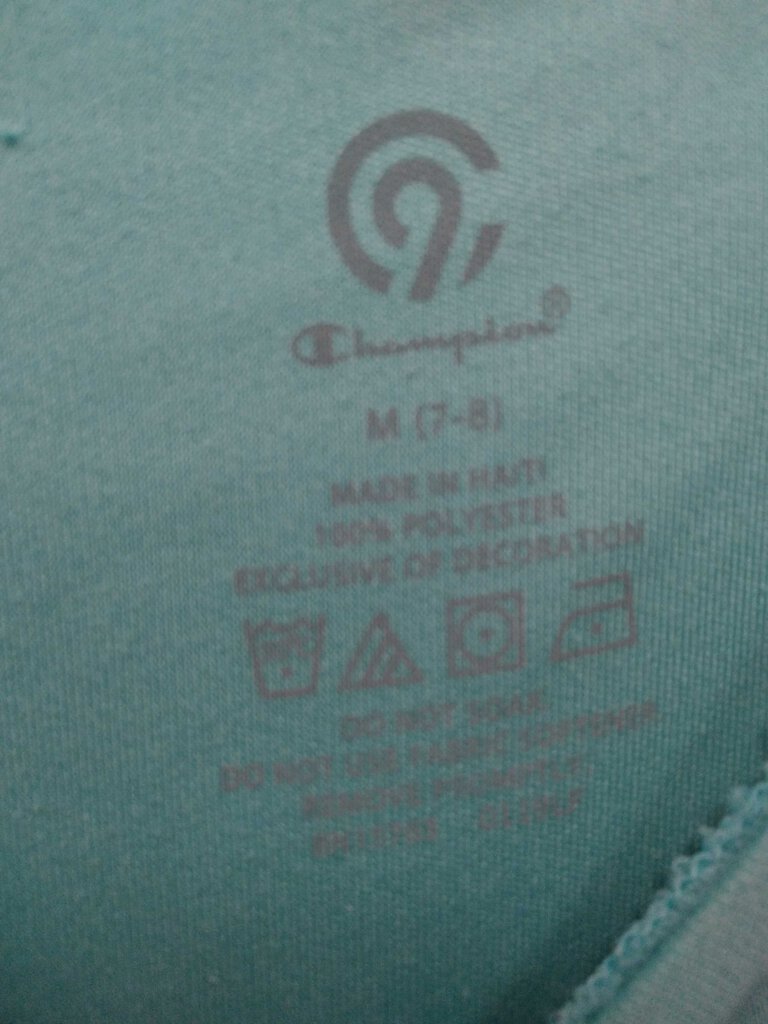 C9
Champion®
M (7-8)
MADE IN HAITI
100% POLYESTER
EXCLUSIVE OF DECORATION
DO NOT SOAK
DO NOT USE FABRIC SOFTENER
REMOVE PROMPTLY